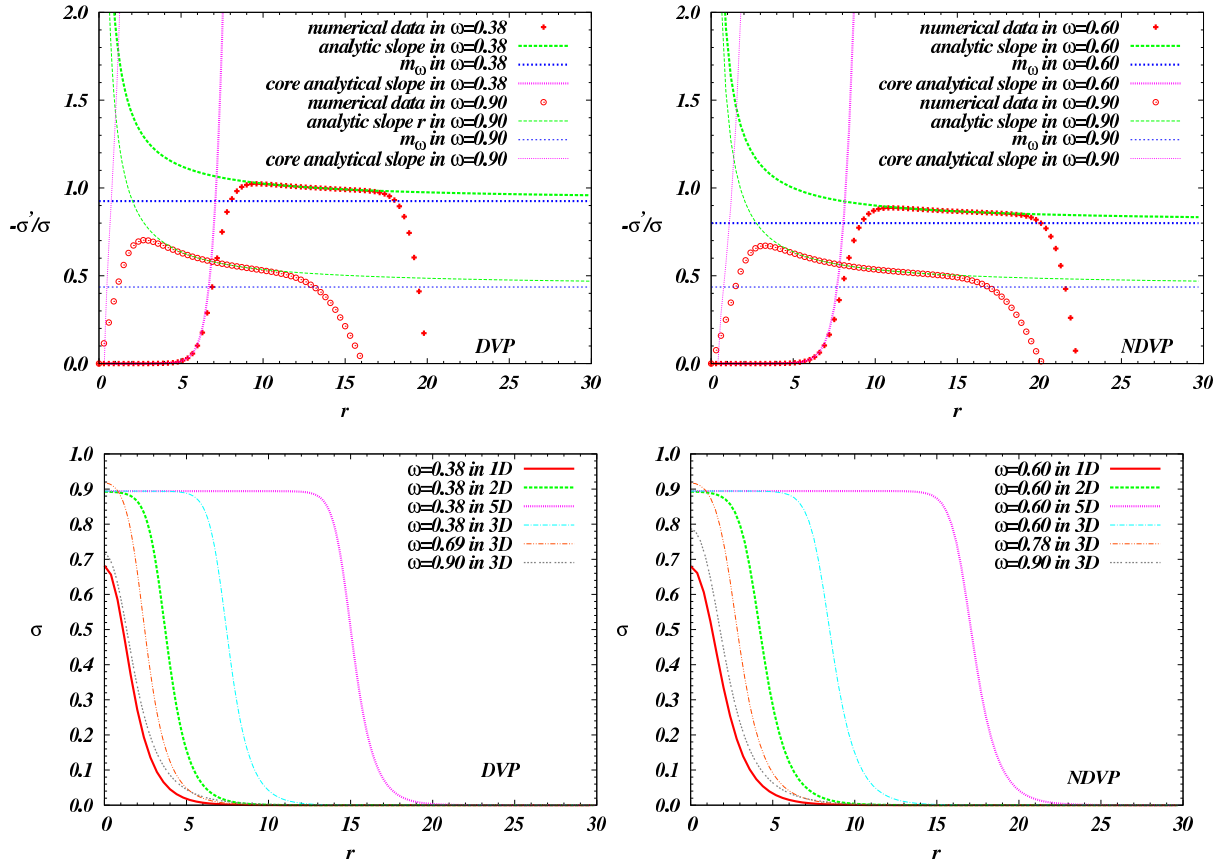 2.0
1.5
1.0
0.5
0.0
-σ'/σ
numerical data in ω=0.38
analytic slope in ω=0.38
mω in ω=0.38
core analytical slope in ω=0.38
numerical data in ω=0.90
analytic slope r in ω=0.90
mω in ω=0.90
core analytical slope in ω=0.90
DVP
0 5 10 15 20 25 30
r
2.0
1.5
1.0
0.5
0.0
-σ'/σ
numerical data in ω=0.60
analytic slope in ω=0.60
mω in ω=0.60
core analytical slope in ω=0.60
numerical data in ω=0.90
analytic slope in ω=0.90
mω in ω=0.90
core analytical slope in ω=0.90
NDVP
0 5 10 15 20 25 30
r
1.0
0.9
0.8
0.7
0.6
0.5
0.4
0.3
0.2
0.1
0.0
σ
ω=0.38 in 1D
ω=0.38 in 2D
ω=0.38 in 5D
ω=0.38 in 3D
ω=0.69 in 3D
ω=0.90 in 3D
DVP
0 5 10 15 20 25 30
r
1.0
0.9
0.8
0.7
0.6
0.5
0.4
0.3
0.2
0.1
0.0
σ
ω=0.60 in 1D
ω=0.60 in 2D
ω=0.60 in 5D
ω=0.60 in 3D
ω=0.78 in 3D
ω=0.90 in 3D
NDVP
0 5 10 15 20 25 30
r